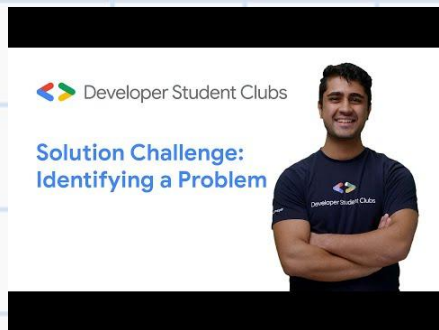 Developer Student Clubs
Solution Challenge:
Identifying a Problem
Developer Student Clubs